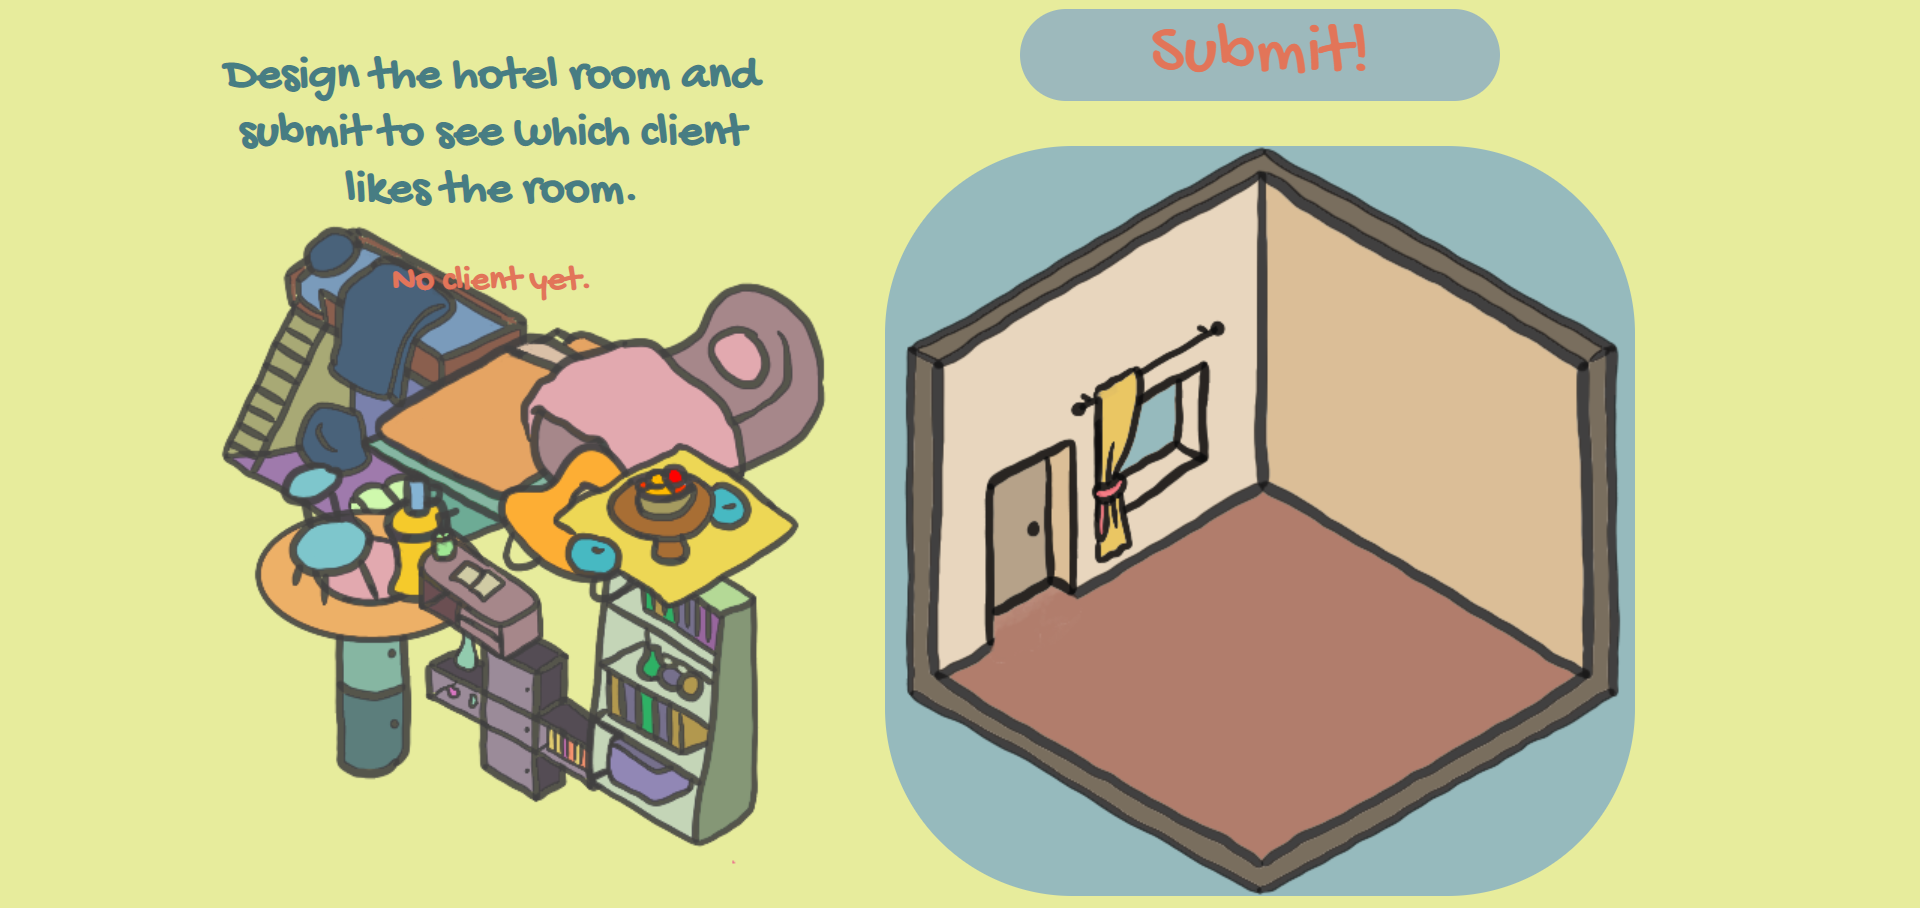 Design the hotel room and
submit to see which client
likes the room.
No client yet.
Submit!